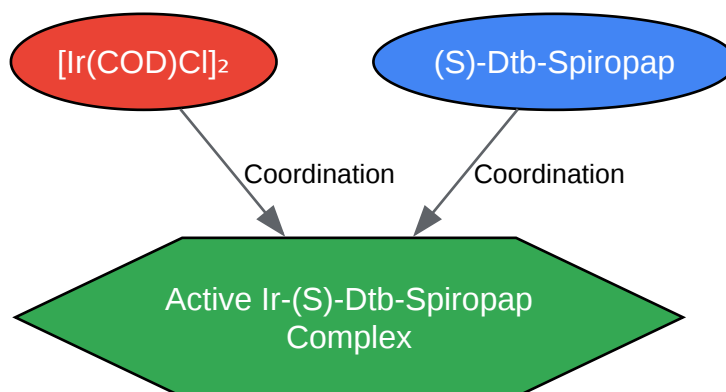 [Ir(COD)Cl]₂
(S)-Dtb-Spiropap
Coordination
Coordination
Active Ir-(S)-Dtb-Spiropap
Complex